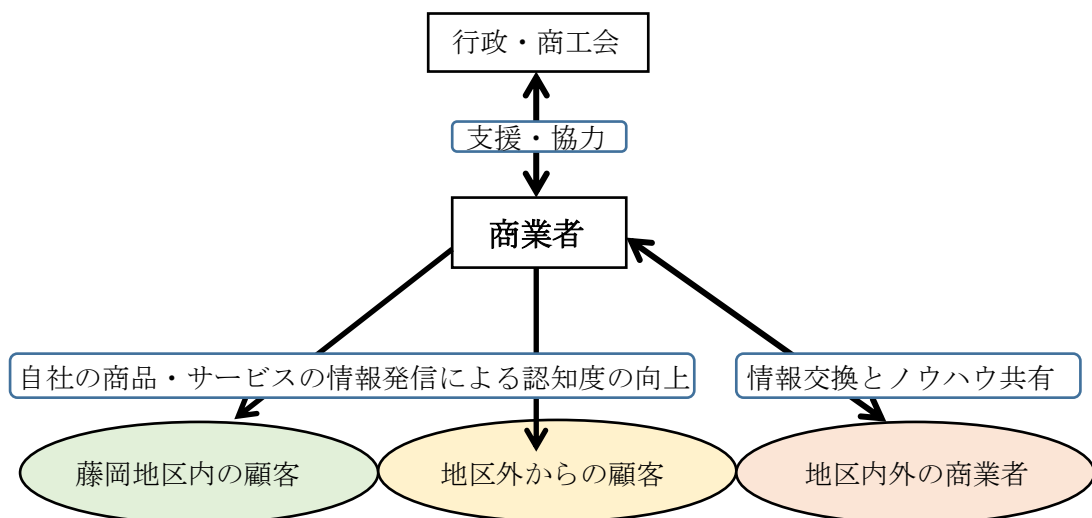 行政・商工会
支援・協力
商業者
自社の商品・サービスの情報発信による認知度の向上
情報交換とノウハウ共有
藤岡地区内の顧客
地区外からの顧客
地区内外の商業者